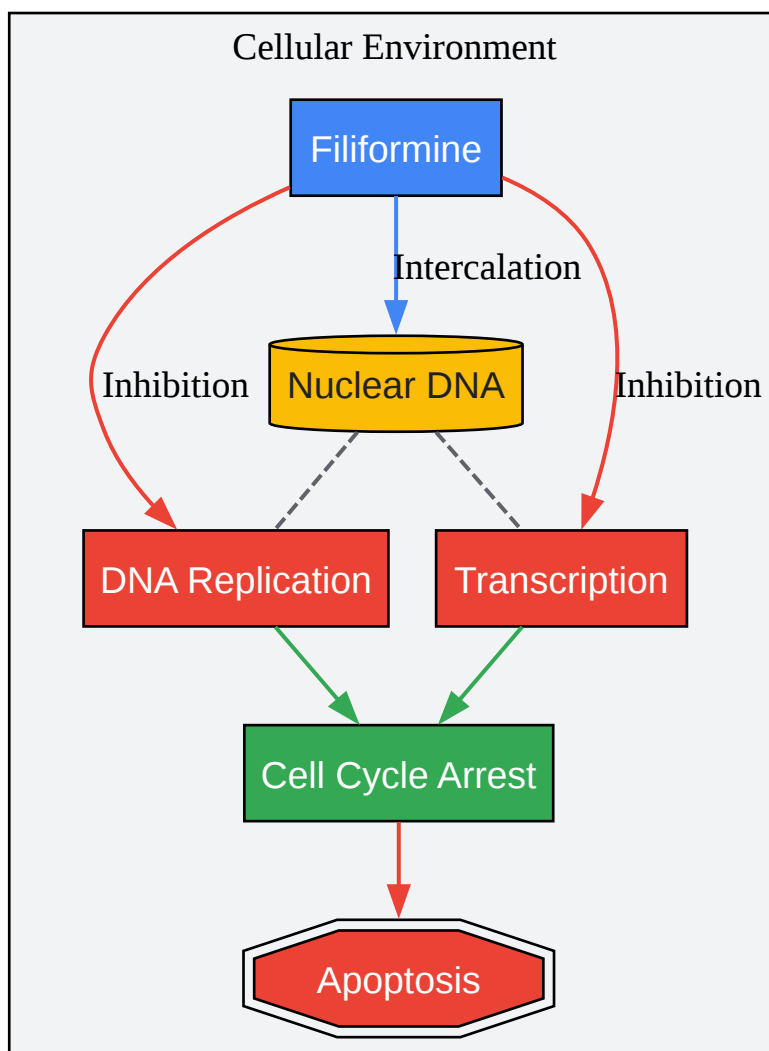 Cellular Environment
Filiformine
Intercalation
Inhibition
Nuclear DNA
Inhibition
DNA Replication
Transcription
Cell Cycle Arrest
Apoptosis